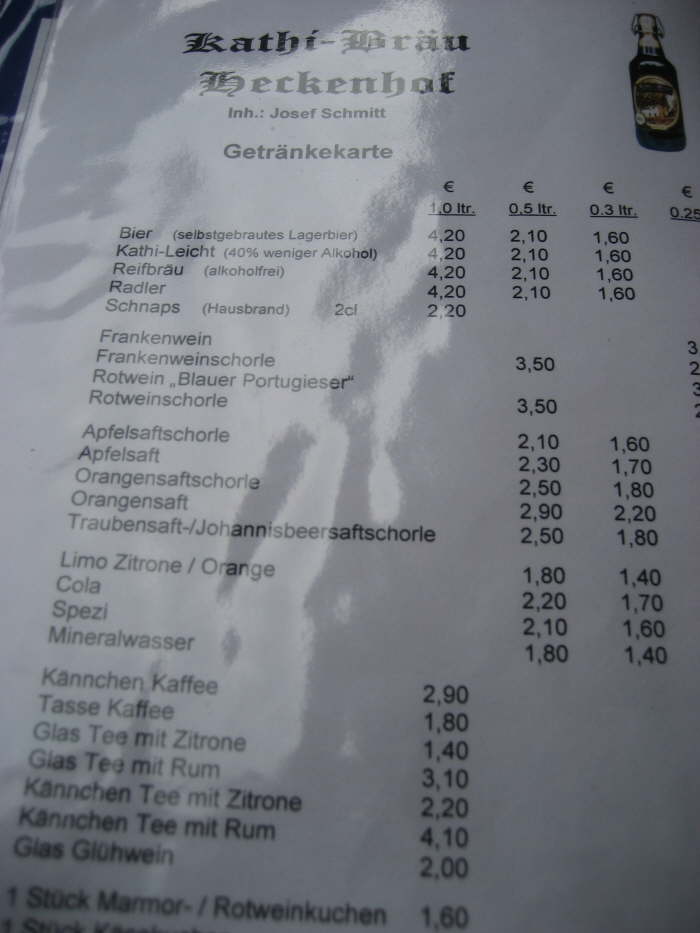 Kathi-Bräu
Heckenhof
Inh.: Josef Schmitt
Getränkekarte
€ € € €
1,0 ltr. 0,5 ltr. 0.3 ltr. 0.25
Bier (selbstgebrautes Lagerbier) 4,20 2,10 1,60
Kathi-Leicht (40% weniger Alkohol) 4,20 2,10 1,60
Reifbräu (alkoholfrei) 4,20 2,10 1,60
Radler 4,20 2,10 1,60
Schnaps (Hausbrand) 2cl 2,20
Frankenwein 3
Frankenweinschorle 3,50 2
Rotwein „Blauer Portugieser“ 3
Rotweinschorle 3,50 2
Apfelsaftschorle 2,10 1,60
Apfelsaft 2,30 1,70
Orangensaftschorle 2,50 1,80
Orangensaft 2,90 2,20
Traubensaft-/Johannisbeersaftschorle 2,50 1,80
Limo Zitrone / Orange 1,80 1,40
Cola 2,20 1,70
Spezi 2,10 1,60
Mineralwasser 1,80 1,40
Kännchen Kaffee 2,90
Tasse Kaffee 1,80
Glas Tee mit Zitrone 1,40
Glas Tee mit Rum 3,10
Kännchen Tee mit Zitrone 2,20
Kännchen Tee mit Rum 4,10
Glas Glühwein 2,00
1 Stück Marmor- / Rotweinkuchen 1,60
1 Stück